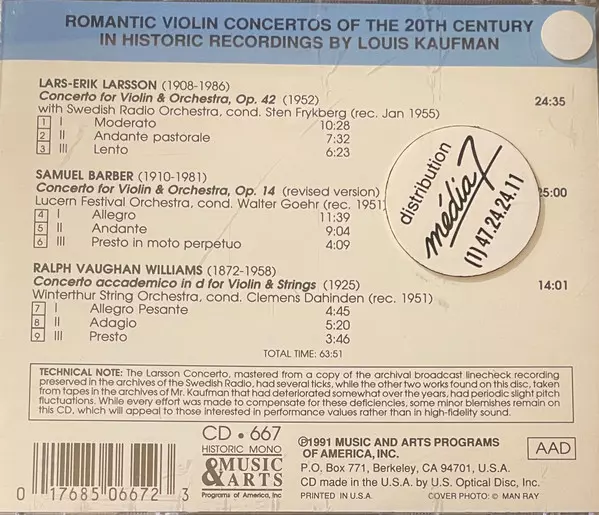 ROMANTIC VIOLIN CONCERTOS OF THE 20TH CENTURY
IN HISTORIC RECORDINGS BY LOUIS KAUFMAN
LARS-ERIK LARSSON (1908-1986)
Concerto for Violin & Orchestra, Op. 42 (1952) 24:35
with Swedish Radio Orchestra, cond. Sten Frykberg (rec. Jan 1955)
1 I Moderato 10:28
2 II Andante pastorale 7:32
3 III Lento 6:23
SAMUEL BARBER (1910-1981)
Concerto for Violin & Orchestra, Op. 14 (revised version) 25:00
Lucern Festival Orchestra, cond. Walter Goehr (rec. 1951
4 I Allegro 11:39
5 II Andante 9:04
6 III Presto in moto perpetuo 4:09
RALPH VAUGHAN WILLIAMS (1872-1958)
Concerto accademico in d for Violin & Strings (1925) 14:01
Winterthur String Orchestra, cond. Clemens Dahinden (rec. 1951)
7 I Allegro Pesante 4:45
8 II Adagio 5:20
9 III Presto 3:46
TOTAL TIME: 63:51
distribution
média 7
(1) 47.24.24.11
TECHNICAL NOTE: The Larsson Concerto, mastered from a copy of the archival broadcast linecheck recording
preserved in the archives of the Swedish Radio, had several ticks, while the other two works found on this disc, taken
from tapes in the archives of Mr. Kaufman that had deteriorated somewhat over the years, had periodic slight pitch
fluctuations. While every effort was made to compensate for these deficiencies, some minor blemishes remain on
this CD, which will appeal to those interested in performance values rather than in high-fidelity sound.
0 17685 06672 3
CD • 667
HISTORIC MONO
MUSIC
& ARTS
Programs of America, Inc.
℗1991 MUSIC AND ARTS PROGRAMS
OF AMERICA, INC.
P.O. Box 771, Berkeley, CA 94701, U.S.A.
CD made in the U.S.A. by U.S. Optical Disc, Inc.
PRINTED IN U.S.A. COVER PHOTO: © MAN RAY
AAD